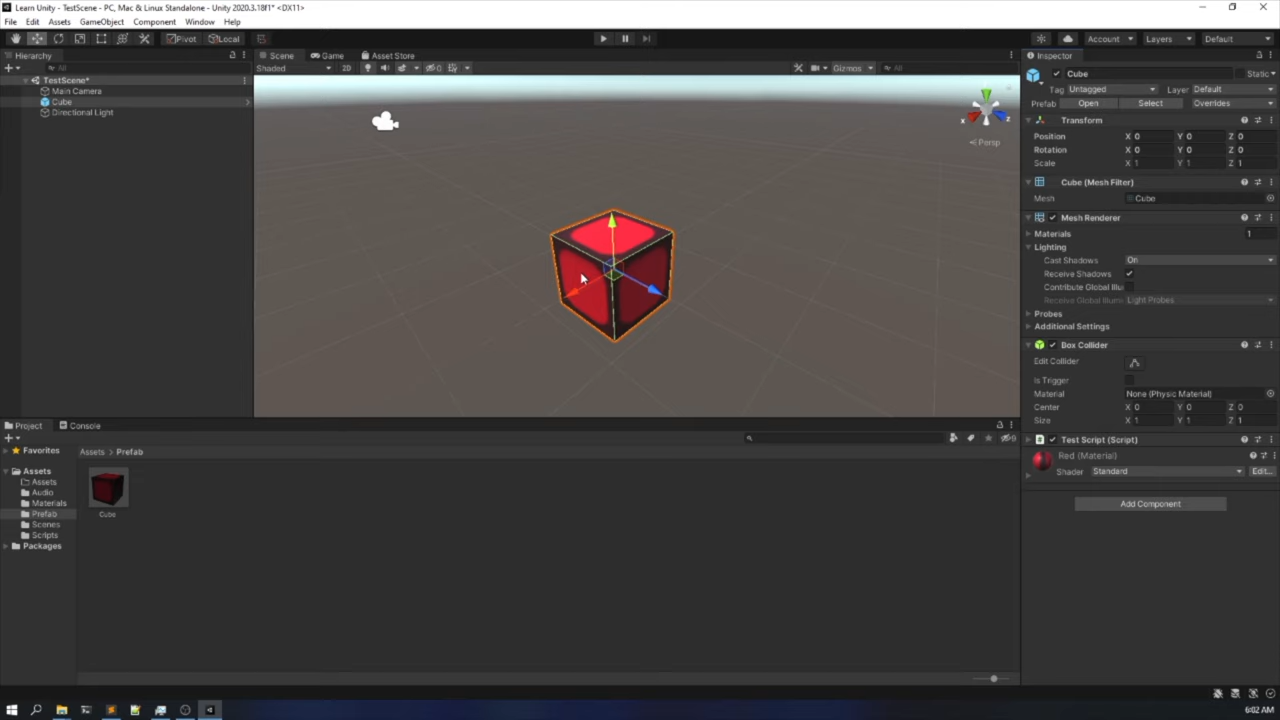 Learn Unity - TestScene - PC, Mac & Linux Standalone - Unity 2020.3.18f1* <DX11>
File Edit Assets GameObject Component Window Help
Pivot Local Account Layers Default
Hierarchy
All
TestScene*
Main Camera
Cube
Directional Light
Scene Game Asset Store
Shaded 2D 0 Gizmos All
x z
Persp
Inspector
Cube Static
Tag Untagged Layer Default
Prefab Open Select Overrides
Transform
Position X 0 Y 0 Z 0
Rotation X 0 Y 0 Z 0
Scale X 1 Y 1 Z 1
Cube (Mesh Filter)
Mesh Cube
Mesh Renderer
Materials 1
Lighting
Cast Shadows On
Receive Shadows
Contribute Global Illu
Receive Global Illumi Light Probes
Probes
Additional Settings
Box Collider
Edit Collider
Is Trigger
Material None (Physic Material)
Center X 0 Y 0 Z 0
Size X 1 Y 1 Z 1
Test Script (Script)
Red (Material)
Shader Standard Edit...
Add Component
Project Console
Favorites
Assets
Assets
Audio
Materials
Prefab
Scenes
Scripts
Packages
Assets > Prefab
Cube
6:02 AM